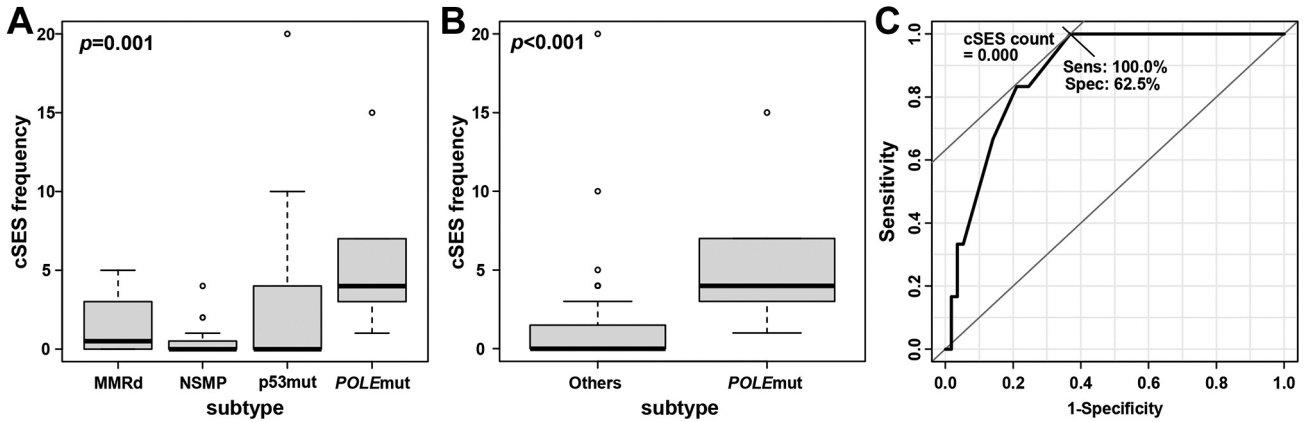 A
p=0.001
cSES frequency
20
15
10
5
0
MMRd NSMP p53mut POLEmut
subtype
B
p<0.001
cSES frequency
20
15
10
5
0
Others POLEmut
subtype
C
cSES count
= 0.000
Sens: 100.0%
Spec: 62.5%
Sensitivity
1.0
0.8
0.6
0.4
0.2
0.0
0.0 0.2 0.4 0.6 0.8 1.0
1-Specificity